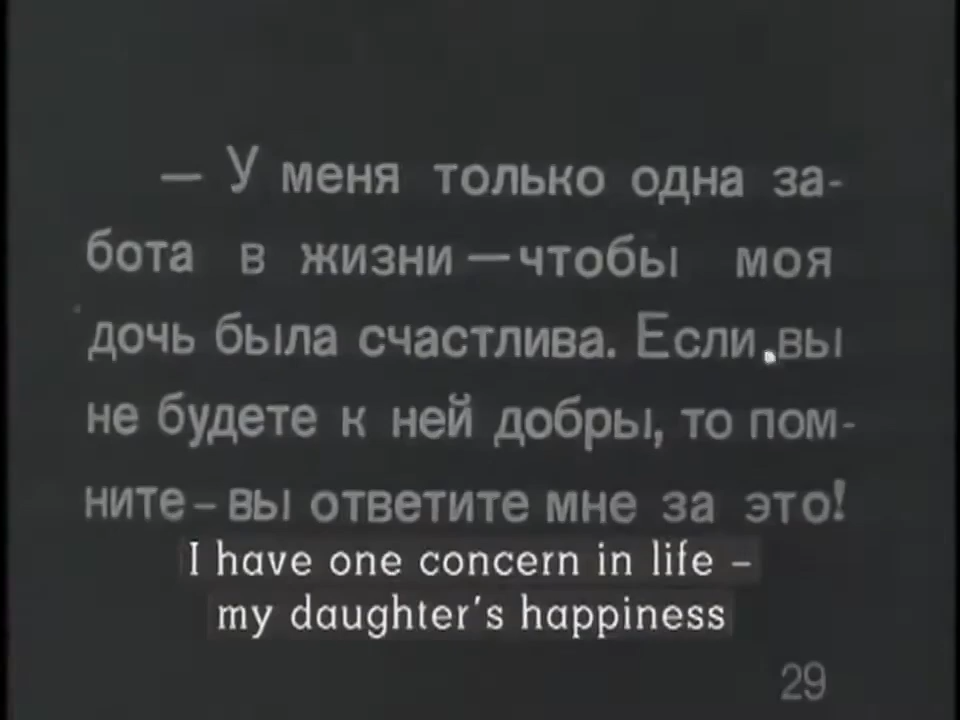 — У меня только одна за-
бота в жизни — чтобы моя
дочь была счастлива. Если вы
не будете к ней добры, то пом-
ните – вы ответите мне за это!
I have one concern in life –
my daughter's happiness
29